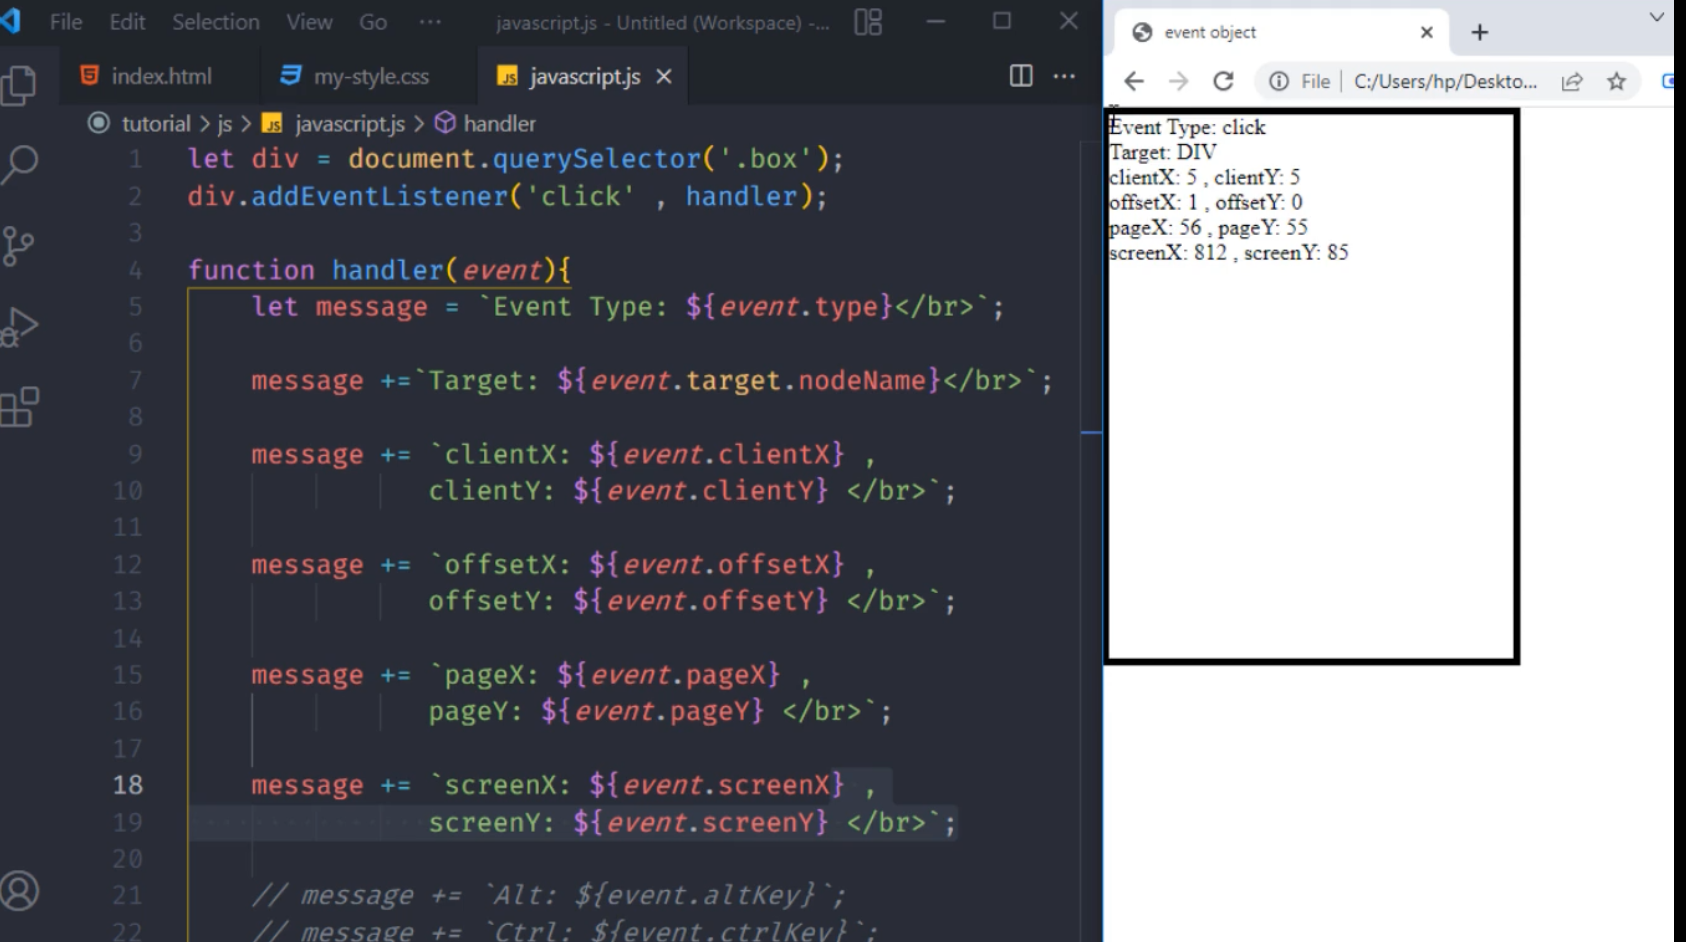 File Edit Selection View Go ··· javascript.js - Untitled (Workspace) -...
index.html my-style.css JS javascript.js
tutorial > js > JS javascript.js > handler
1 let div = document.querySelector('.box');
2 div.addEventListener('click' , handler);
3
4 function handler(event){
5 let message = `Event Type: ${event.type}</br>`;
6
7 message +=`Target: ${event.target.nodeName}</br>`;
8
9 message += `clientX: ${event.clientX} ,
10 clientY: ${event.clientY} </br>`;
11
12 message += `offsetX: ${event.offsetX} ,
13 offsetY: ${event.offsetY} </br>`;
14
15 message += `pageX: ${event.pageX} ,
16 pageY: ${event.pageY} </br>`;
17
18 message += `screenX: ${event.screenX} ,
19 screenY: ${event.screenY} </br>`;
20
21 // message += `Alt: ${event.altKey}`;
22 // message += `Ctrl: ${event.ctrlKey}`;
event object
File C:/Users/hp/Deskto...
Event Type: click
Target: DIV
clientX: 5 , clientY: 5
offsetX: 1 , offsetY: 0
pageX: 56 , pageY: 55
screenX: 812 , screenY: 85